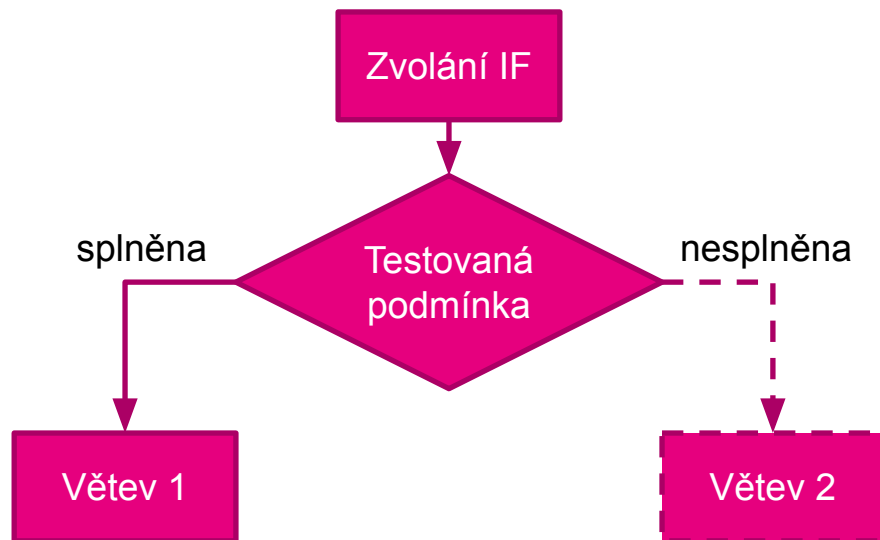 Zvolání IF
splněna
Testovaná
podmínka
nesplněna
Větev 1
Větev 2